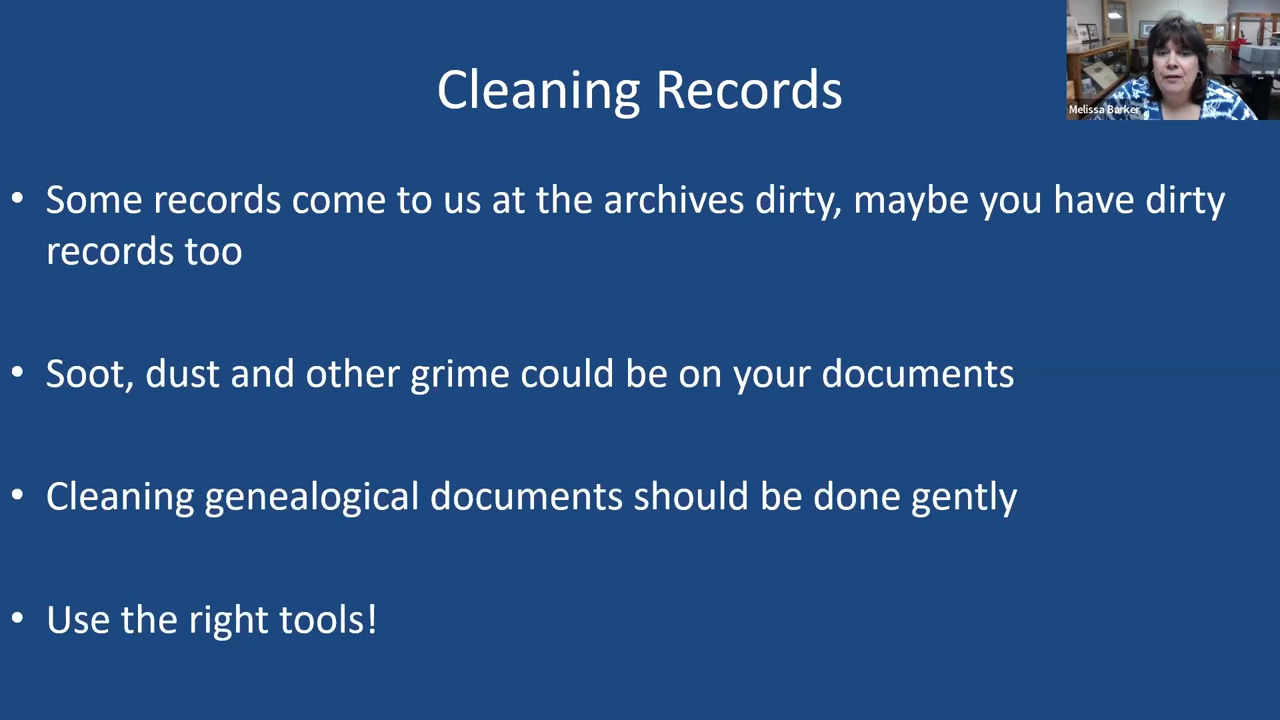 Cleaning Records
Melissa Barker
• Some records come to us at the archives dirty, maybe you have dirty
records too
• Soot, dust and other grime could be on your documents
• Cleaning genealogical documents should be done gently
• Use the right tools!